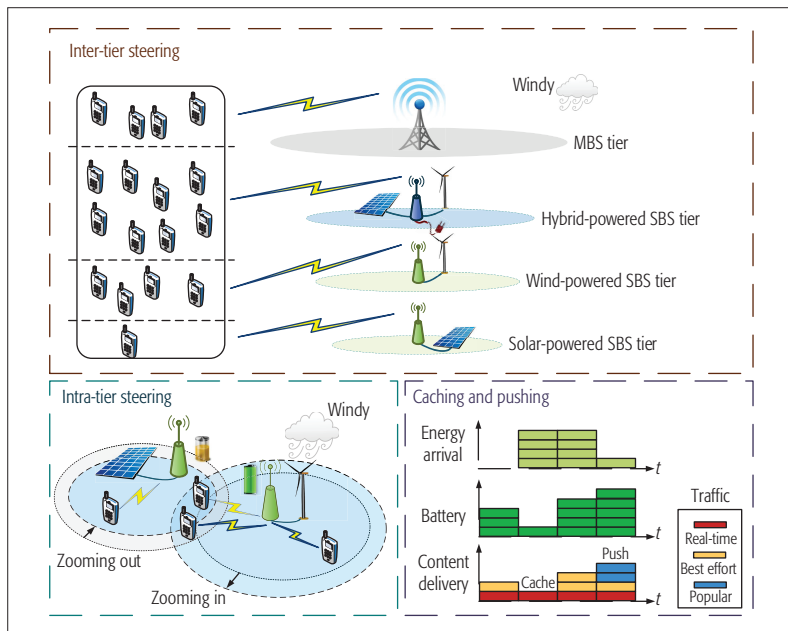 Inter-tier steering
Windy
MBS tier
Hybrid-powered SBS tier
Wind-powered SBS tier
Solar-powered SBS tier
Intra-tier steering
Windy
Zooming out
Zooming in
Caching and pushing
Energy
arrival
t
Battery
t
Content
delivery
Cache
Push
t
Traffic
Real-time
Best effort
Popular